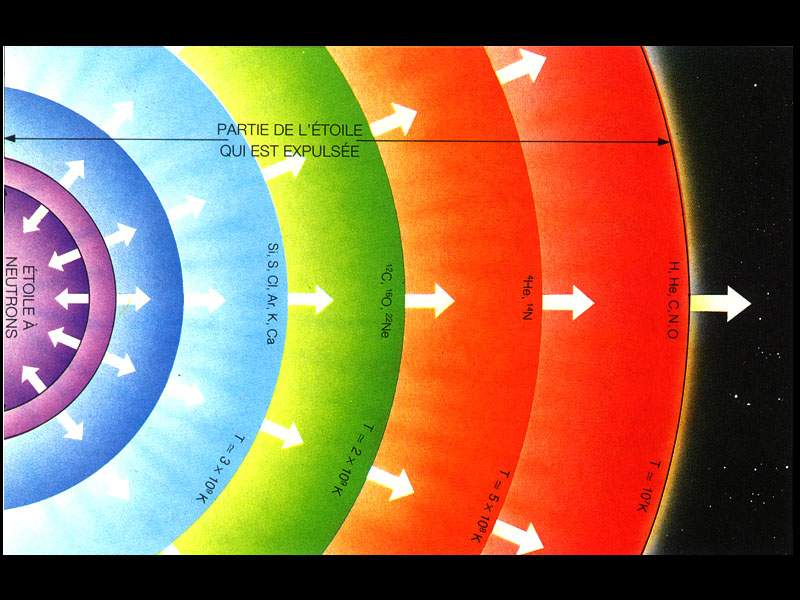 PARTIE DE L'ÉTOILE
QUI EST EXPULSÉE
ÉTOILE À
NEUTRONS
Si, S, Cl, Ar, K, Ca
¹²C, ¹⁶O, ²²Ne
⁴He, ¹⁴N
H, He, C, N, O
T ≃ 3 × 10⁹ K
T ≃ 2 × 10⁹ K
T ≃ 5 × 10⁸ K
T ≃ 10⁷ K